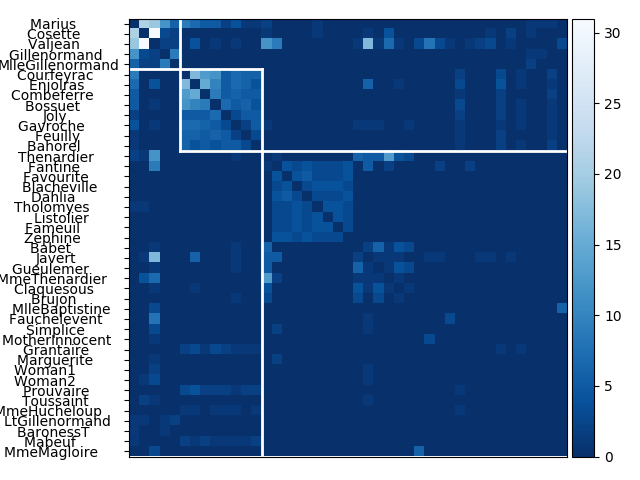 Marius
Cosette
Valjean
Gillenormand
MlleGillenormand
Courfeyrac
Enjolras
Combeferre
Bossuet
Joly
Gavroche
Feuilly
Bahorel
Thenardier
Fantine
Favourite
Blacheville
Dahlia
Tholomyes
Listolier
Fameuil
Zephine
Babet
Javert
Gueulemer
MmeThenardier
Claquesous
Brujon
MlleBaptistine
Fauchelevent
Simplice
MotherInnocent
Grantaire
Marguerite
Woman1
Woman2
Prouvaire
Toussaint
MmeHucheloup
LtGillenormand
BaronessT
Mabeuf
MmeMagloire
30
25
20
15
10
5
0